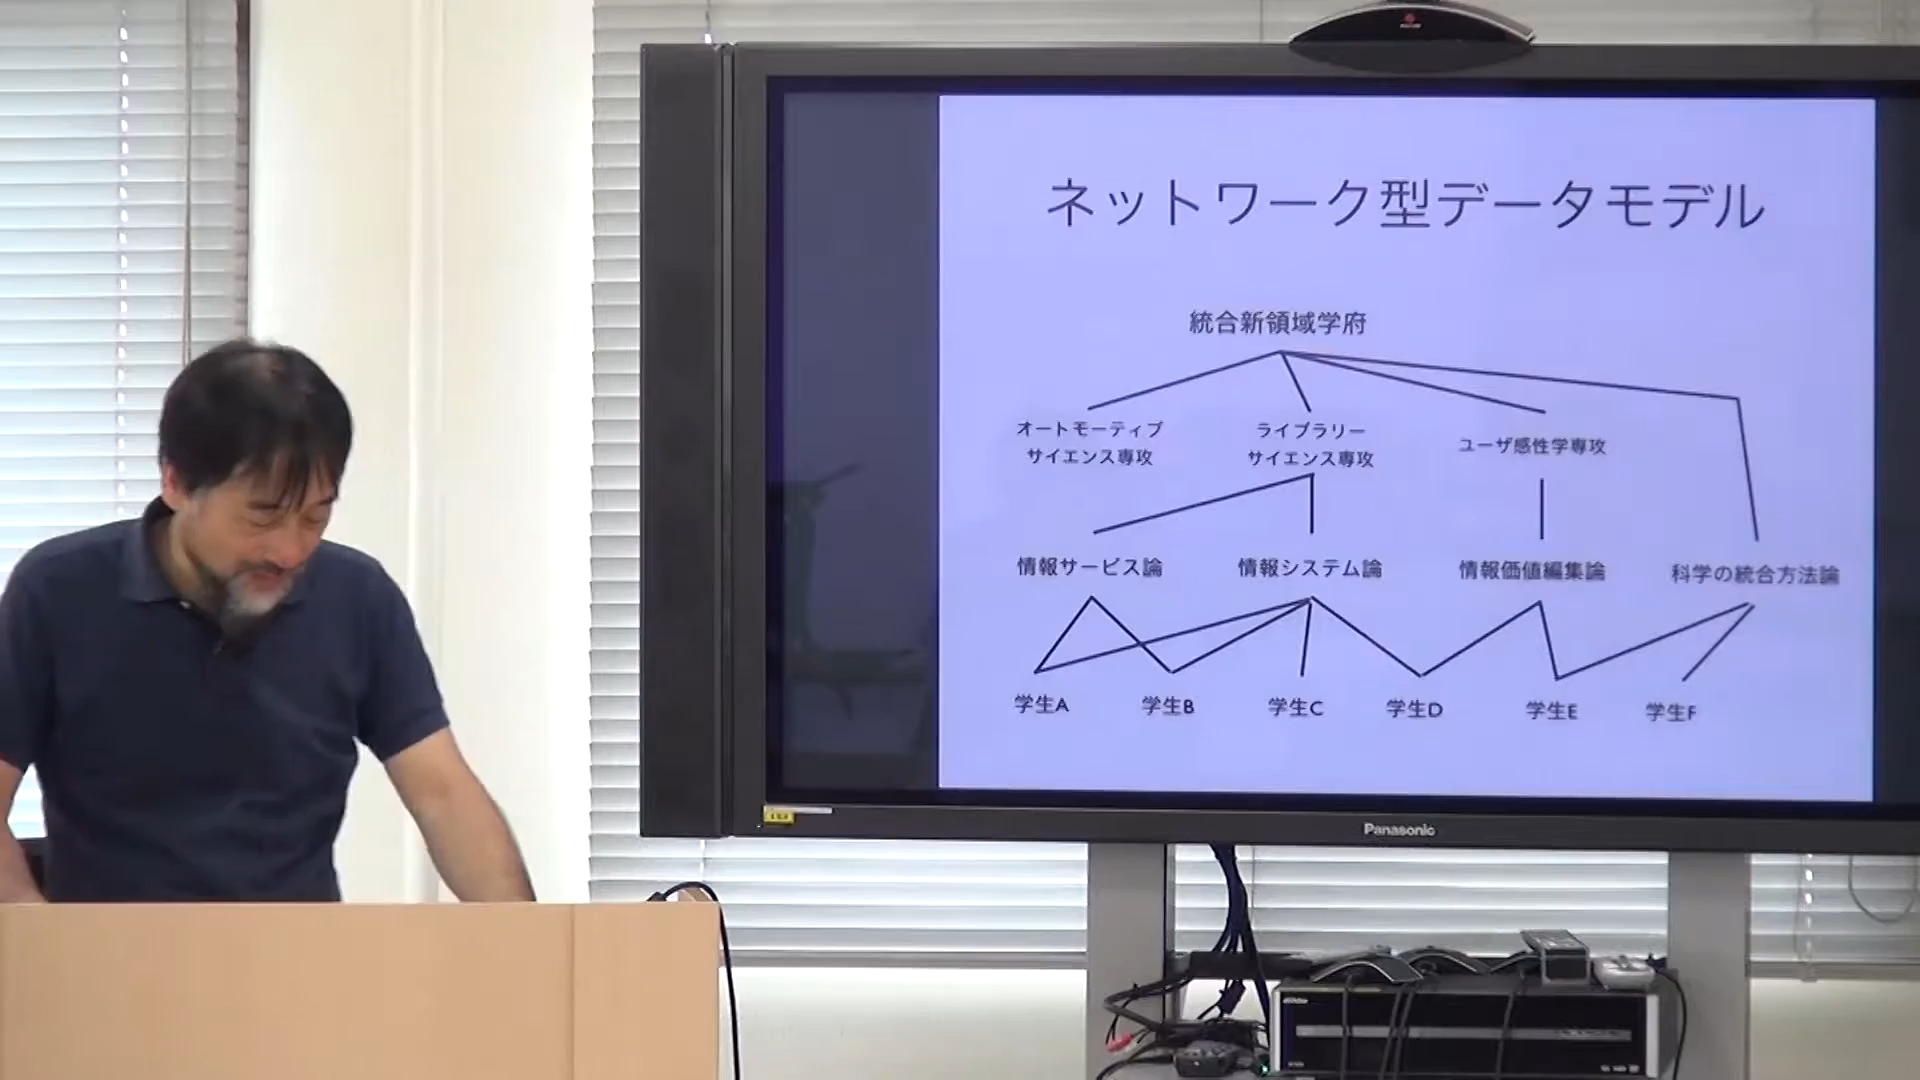 ネットワーク型データモデル
統合新領域学府
オートモーティブ
サイエンス専攻
ライブラリー
サイエンス専攻
ユーザ感性学専攻
情報サービス論
情報システム論
情報価値編集論
科学の統合方法論
学生A
学生B
学生C
学生D
学生E
学生F
Panasonic